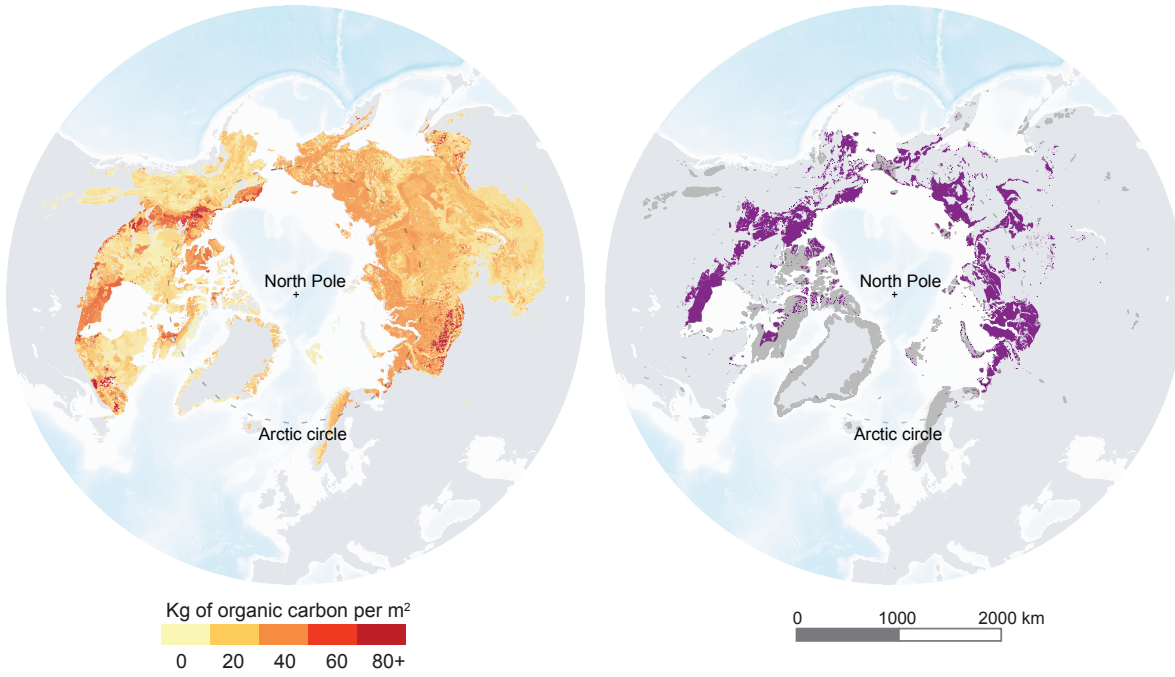 North Pole
+
Arctic circle
North Pole
+
Arctic circle
Kg of organic carbon per m²
0 20 40 60 80+
0 1000 2000 km